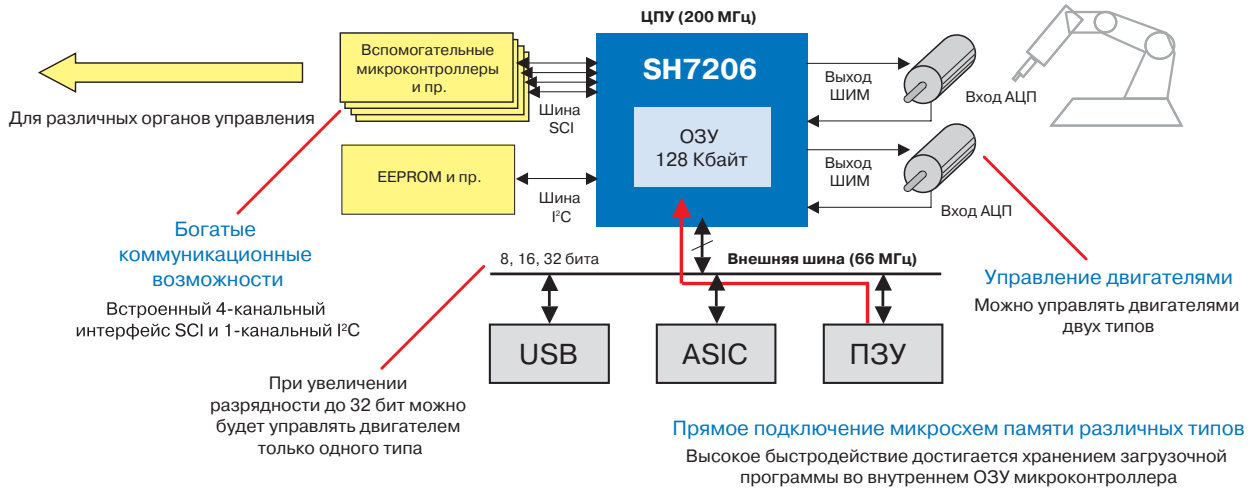 ЦПУ (200 МГц)
Вспомогательные
микроконтроллеры
и пр.
SH7206
Выход
ШИМ
Вход АЦП
Для различных органов управления
Шина
SCI
ОЗУ
128 Кбайт
EEPROM и пр.
Выход
ШИМ
Шина
I²C
Вход АЦП
Богатые
коммуникационные
возможности
Встроенный 4-канальный
интерфейс SCI и 1-канальный I²C
8, 16, 32 бита
Внешняя шина (66 МГц)
Управление двигателями
Можно управлять двигателями
двух типов
USB
ASIC
ПЗУ
При увеличении
разрядности до 32 бит можно
будет управлять двигателем
только одного типа
Прямое подключение микросхем памяти различных типов
Высокое быстродействие достигается хранением загрузочной
программы во внутреннем ОЗУ микроконтроллера